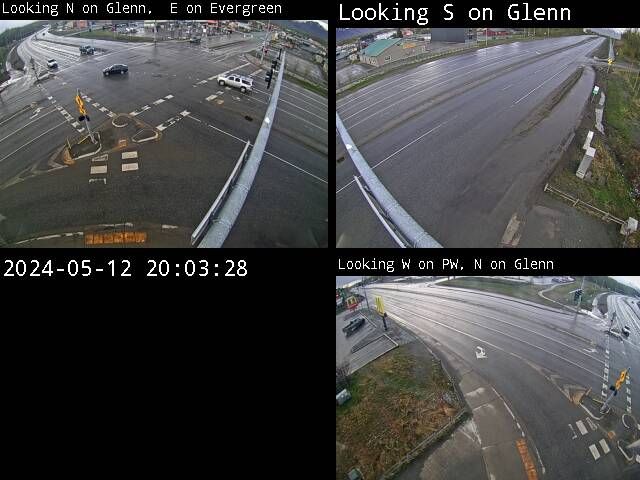 Looking N on Glenn,  E on Evergreen
Looking S on Glenn
2024-05-12 20:03:28
Looking W on PW, N on Glenn